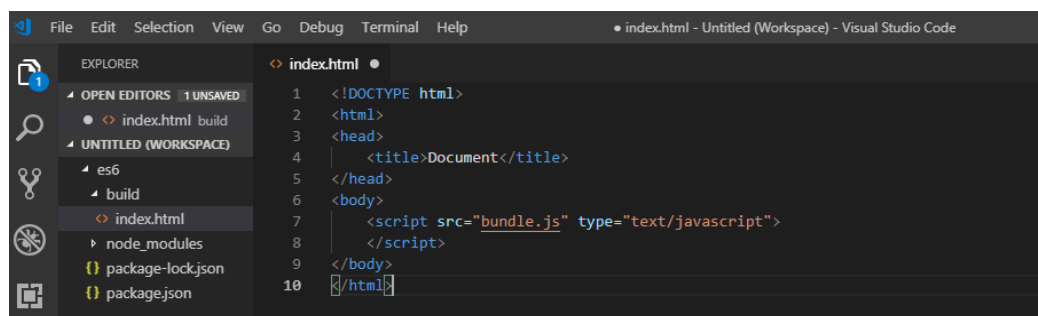 File Edit Selection View Go Debug Terminal Help ● index.html - Untitled (Workspace) - Visual Studio Code
1
EXPLORER
OPEN EDITORS 1 UNSAVED
● <> index.html build
UNTITLED (WORKSPACE)
es6
build
<> index.html
node_modules
{} package-lock.json
{} package.json
<> index.html ●
1 <!DOCTYPE html>
2 <html>
3 <head>
4 <title>Document</title>
5 </head>
6 <body>
7 <script src="bundle.js" type="text/javascript">
8 </script>
9 </body>
10 </html>